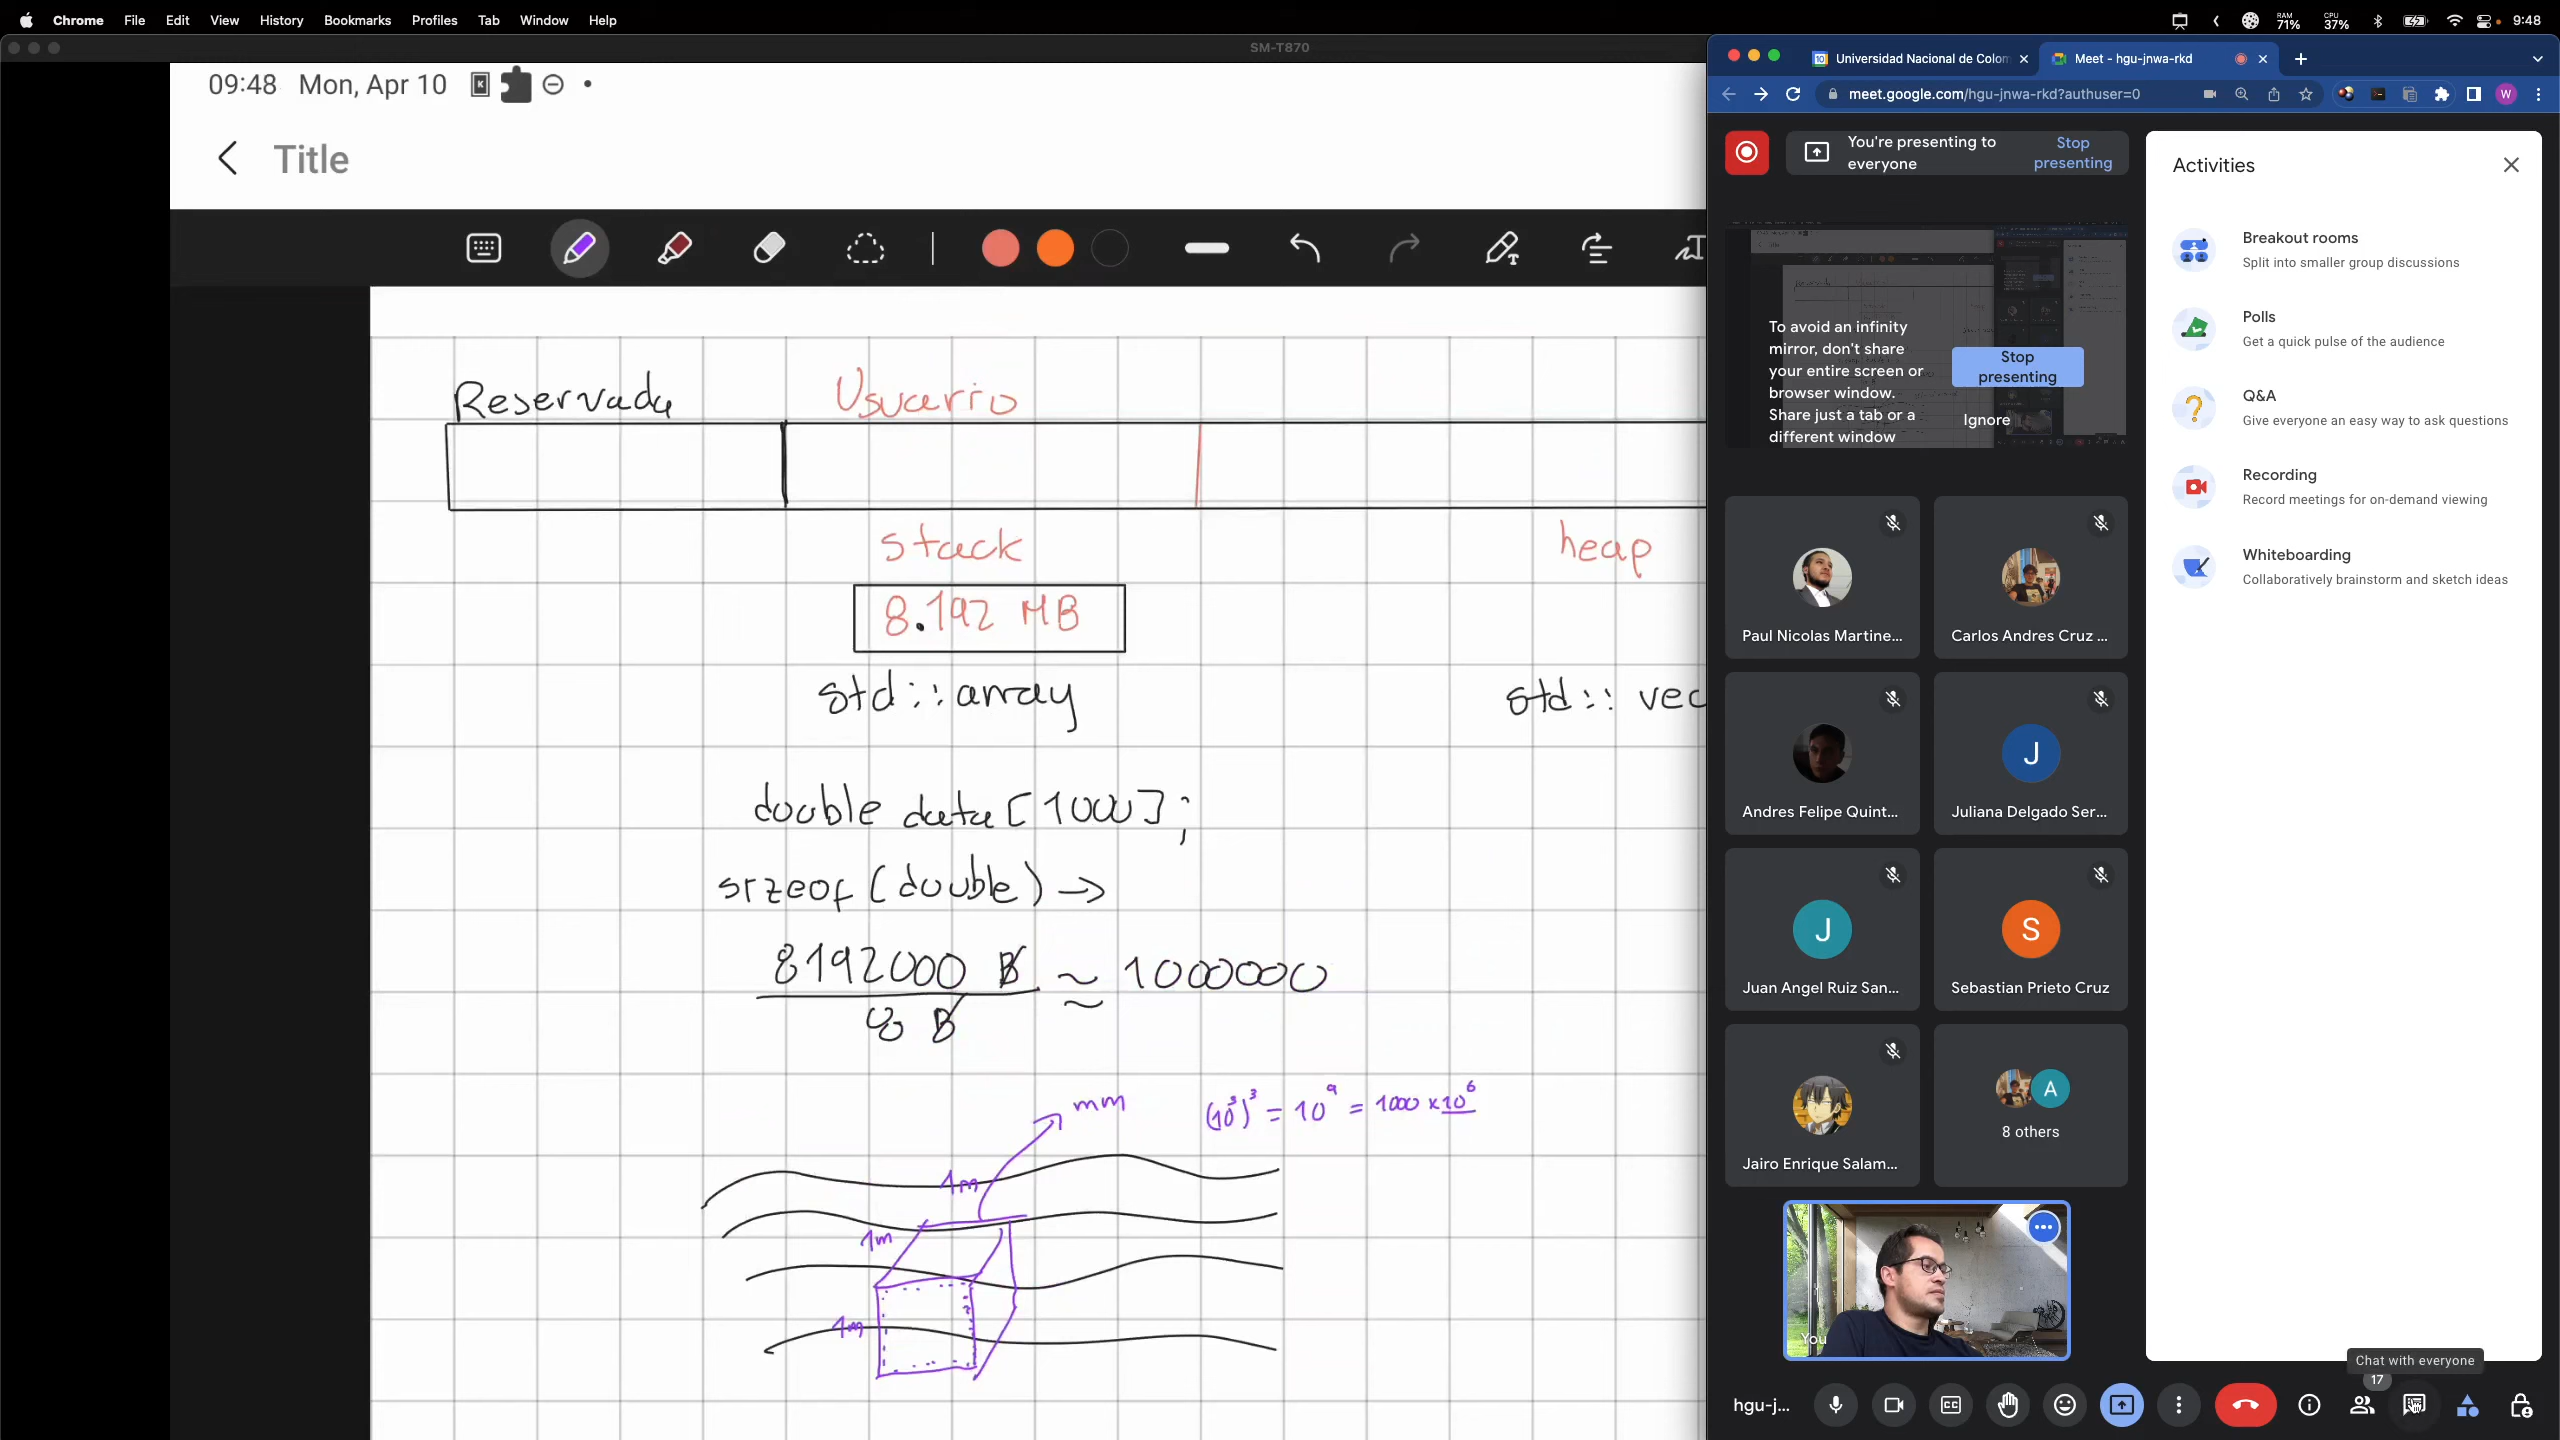 Chrome File Edit View History Bookmarks Profiles Tab Window Help
RAM 71% CPU 37% 9:48
SM-T870
09:48 Mon, Apr 10
Title
Reservada Usuario
stack heap
8.192 MB
std::array std:: vec
double data[1000];
sizeof(double) →
8192000 B ≈ 1000000
8 B
mm (10³)³ = 10⁹ = 1000 × 10⁶
1m
1m
1m
Universidad Nacional de Colom
Meet - hgu-jnwa-rkd
meet.google.com/hgu-jnwa-rkd?authuser=0
W
You're presenting to
everyone
Stop
presenting
To avoid an infinity
mirror, don't share
your entire screen or
browser window.
Share just a tab or a
different window
Stop
presenting
Ignore
Paul Nicolas Martine...
Carlos Andres Cruz ...
Andres Felipe Quint...
J
Juliana Delgado Ser...
J
Juan Angel Ruiz San...
S
Sebastian Prieto Cruz
Jairo Enrique Salam...
A
8 others
You
Activities
Breakout rooms
Split into smaller group discussions
Polls
Get a quick pulse of the audience
Q&A
Give everyone an easy way to ask questions
Recording
Record meetings for on-demand viewing
Whiteboarding
Collaboratively brainstorm and sketch ideas
Chat with everyone
17
hgu-j...
CC